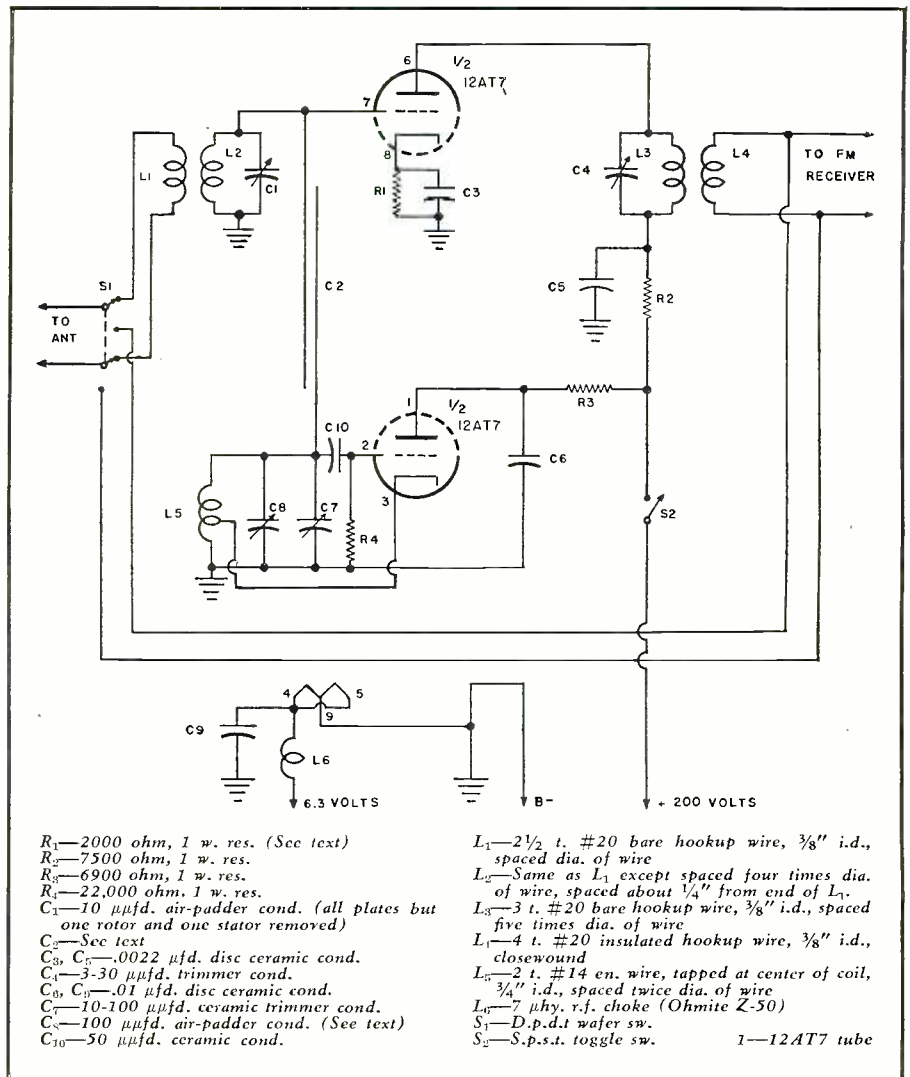 6
1/2
12AT7
7
8
L1
L2
C1
R1
C3
C4
L3
L4
TO FM
RECEIVER
S1
TO
ANT
C2
C5
R2
1
1/2
12AT7
R3
C10
2
3
C6
L5
C8
C7
R4
S2
4
5
9
C9
L6
6.3 VOLTS
B-
+ 200 VOLTS
R₁—2000 ohm, 1 w. res. (See text)
R₂—7500 ohm, 1 w. res.
R₃—6900 ohm, 1 w. res.
R₄—22,000 ohm, 1 w. res.
C₁—10 μμfd. air-padder cond. (all plates but
one rotor and one stator removed)
C₂—See text
C₃, C₅—.0022 μfd. disc ceramic cond.
C₄—3-30 μμfd. trimmer cond.
C₆, C₉—.01 μfd. disc ceramic cond.
C₇—10-100 μμfd. ceramic trimmer cond.
C₈—100 μμfd. air-padder cond. (See text)
C₁₀—50 μμfd. ceramic cond.
L₁—2½ t. #20 bare hookup wire, 3/8" i.d.,
spaced dia. of wire
L₂—Same as L₁ except spaced four times dia.
of wire, spaced about 1/4" from end of L₁.
L₃—3 t. #20 bare hookup wire, 3/8" i.d., spaced
five times dia. of wire
L₄—4 t. #20 insulated hookup wire, 3/8" i.d.,
closewound
L₅—2 t. #14 en. wire, tapped at center of coil,
3/4" i.d., spaced twice dia. of wire
L₆—7 μhy. r.f. choke (Ohmite Z-50)
S₁—D.p.d.t wafer sw.
S₂—S.p.s.t. toggle sw. 1—12AT7 tube